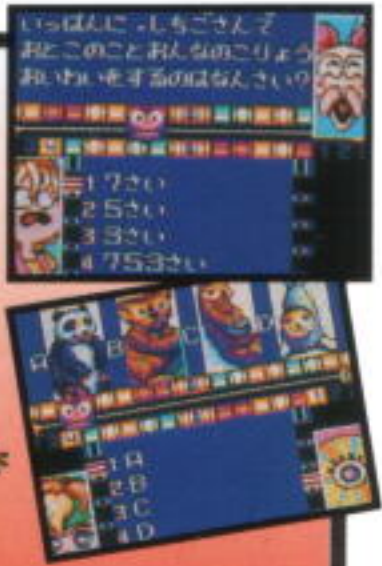 いっぱんに、しちごさんで
おとこのことおんなのこりょう
おいわいをするのはなんさい?
1 7さい
2 5さい
3 3さい
4 753さい
A B C D
1 A
2 B
3 C
4 D